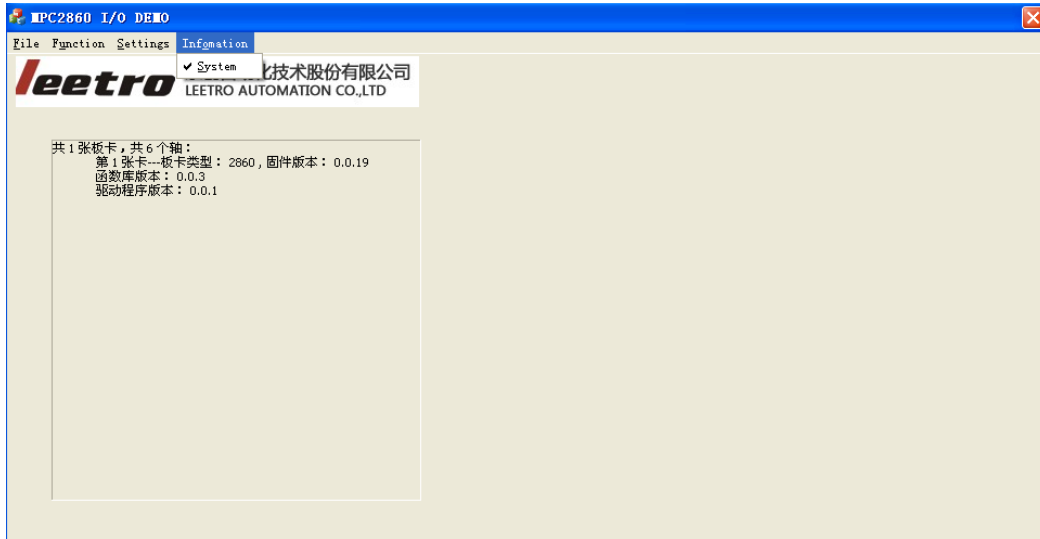 MPC2860 I/O DEMO
File Function Settings Infomation
System
leetro
化技术股份有限公司
LEETRO AUTOMATION CO.,LTD
共1张板卡，共6个轴：
第1张卡---板卡类型： 2860 , 固件版本： 0.0.19
函数库版本： 0.0.3
驱动程序版本： 0.0.1